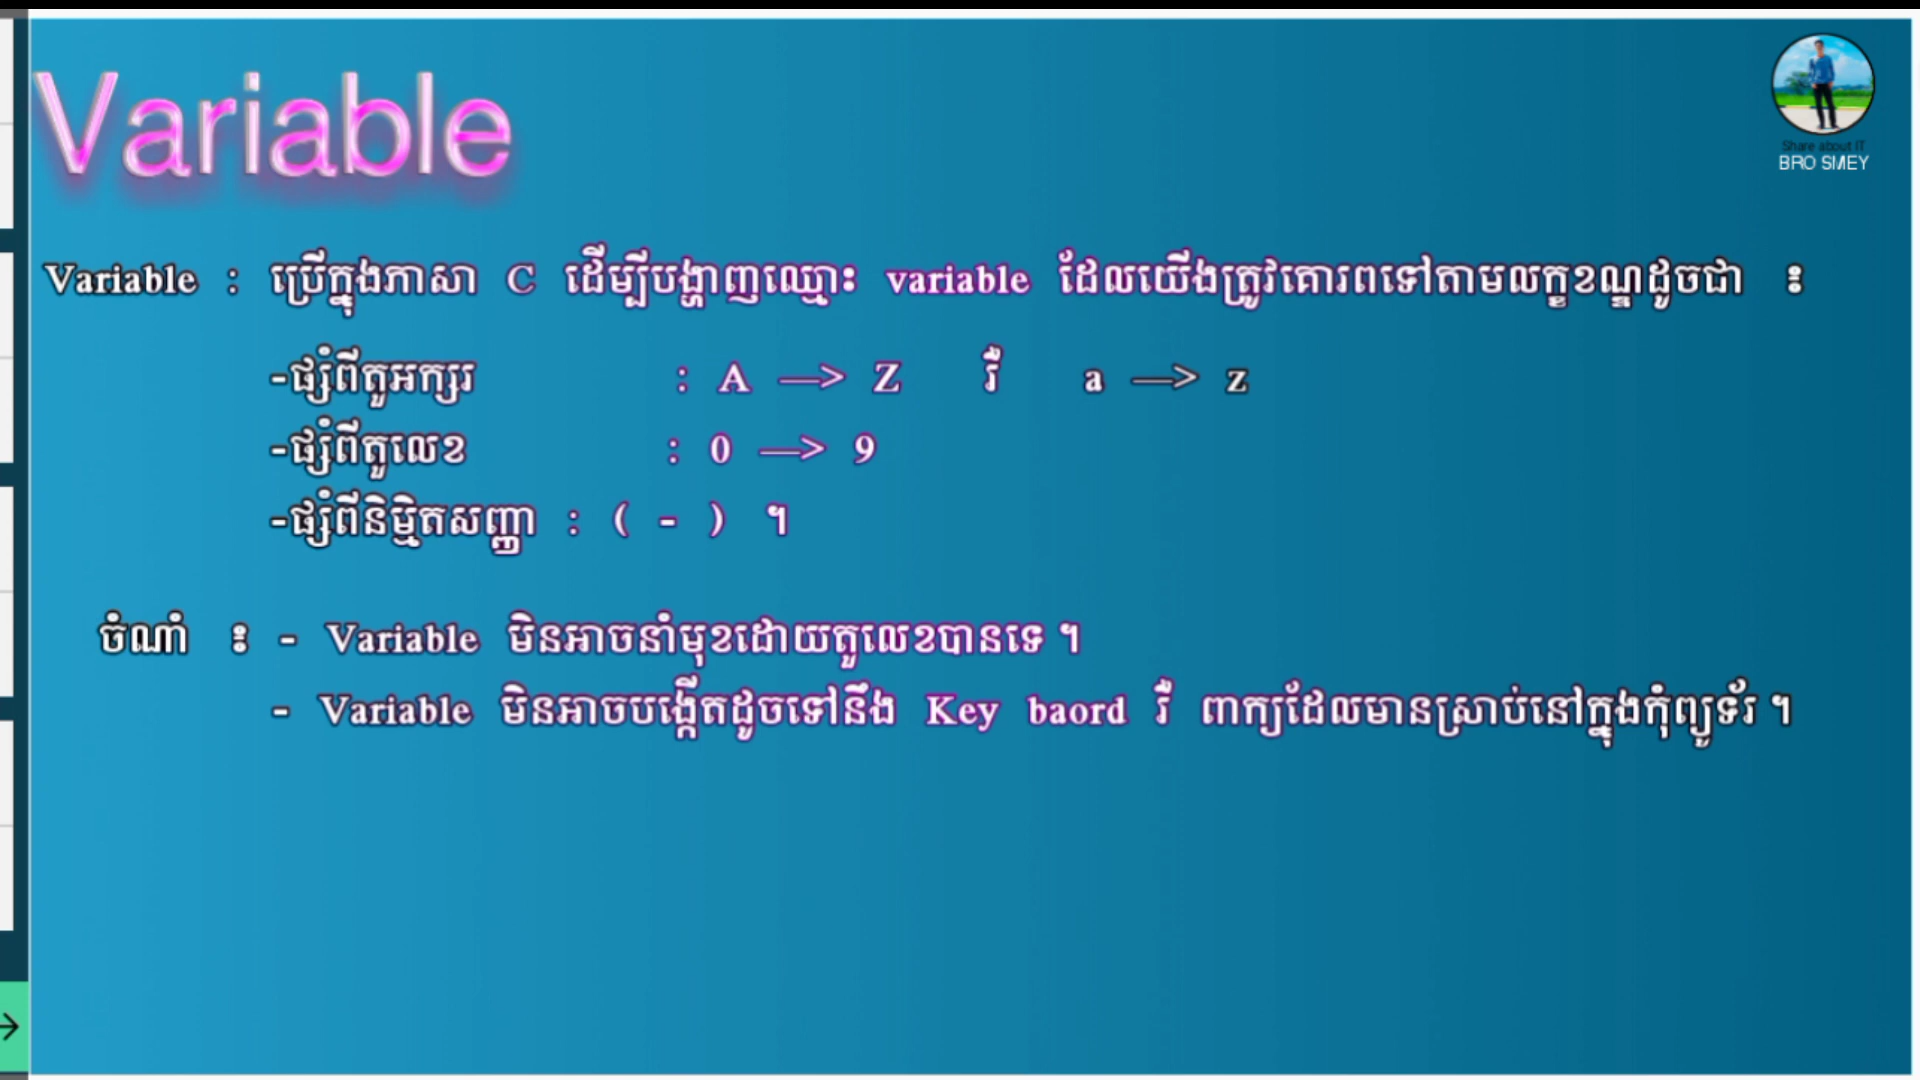 Variable
Share about IT
BRO SMEY
Variable : ប្រើក្នុងភាសា C ដើម្បីបង្ហាញឈ្មោះ variable ដែលយើងត្រូវគោរពទៅតាមលក្ខខណ្ឌដូចជា ៖
-ផ្សំពីតួអក្សរ : A —> Z រឺ a —> z
-ផ្សំពីតួលេខ : 0 —> 9
-ផ្សំពីនិម្មិតសញ្ញា : ( - ) ។
ចំណាំ ៖ - Variable មិនអាចនាំមុខដោយតួលេខបានទេ ។
- Variable មិនអាចបង្កើតដូចទៅនឹង Key baord រឺ ពាក្យដែលមានស្រាប់នៅក្នុងកុំព្យូទ័រ ។